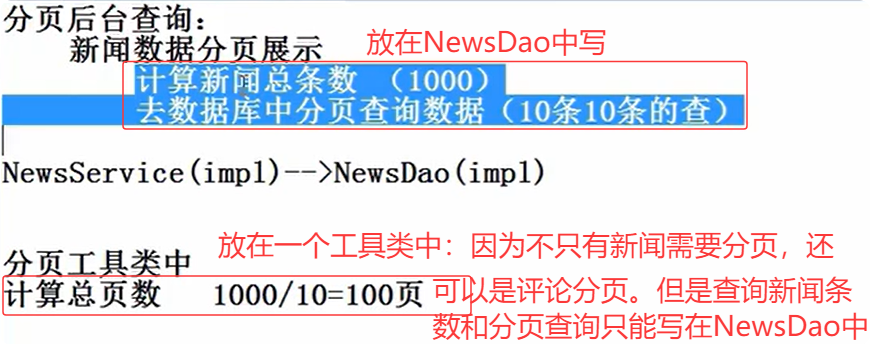 分页后台查询：
新闻数据分页展示
放在NewsDao中写
计算新闻总条数 （1000）
去数据库中分页查询数据（10条10条的查）
NewsService(impl)-->NewsDao(impl)
放在一个工具类中：因为不只有新闻需要分页，还
分页工具类中
计算总页数 1000/10=100页
可以是评论分页。但是查询新闻条
数和分页查询只能写在NewsDao中